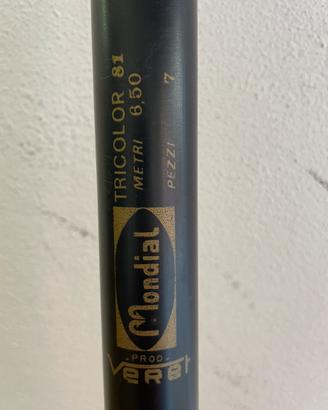 TRICOLOR 81
METRI 6,50
PEZZI 7
Mondial
-PROD-
VeRet